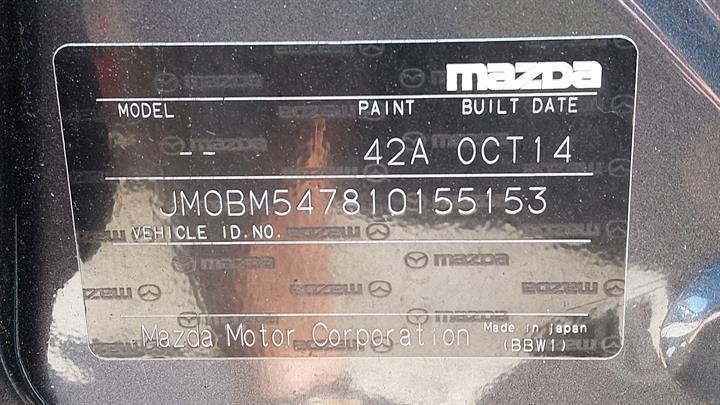 mazda
MODEL PAINT BUILT DATE
-- 42A OCT14
JM0BM547810155153
VEHICLE ID.NO.
Mazda Motor Corporation Made in japan
(BBW1)